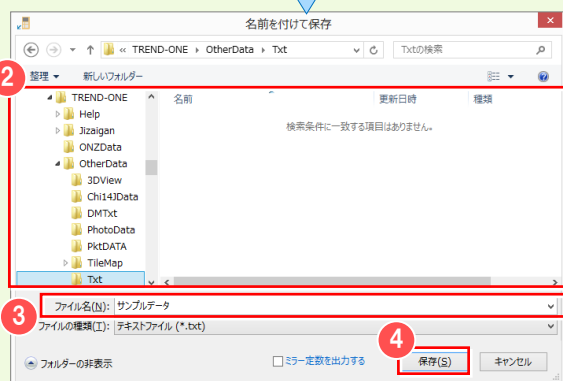 名前を付けて保存
« TREND-ONE › OtherData › Txt
Txtの検索
2
整理
新しいフォルダー
TREND-ONE
Help
Jizaigan
ONZData
OtherData
3DView
Chi14JData
DMTxt
PhotoData
PktDATA
TileMap
Txt
名前 更新日時 種類
検索条件に一致する項目はありません。
3
ファイル名(N): サンプルデータ
ファイルの種類(T): テキストファイル (*.txt)
4
フォルダーの非表示
ミラー定数を出力する
保存(S)
キャンセル